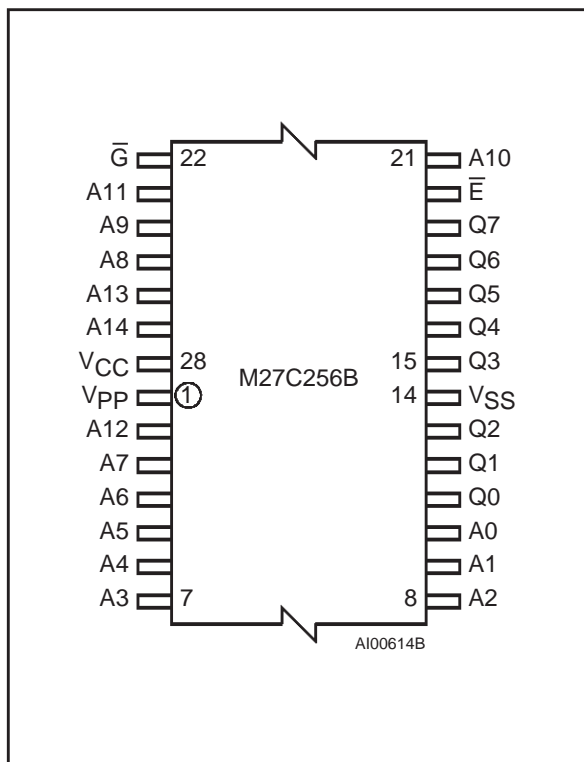 G̅ 22 21 A10
A11 E̅
A9 Q7
A8 Q6
A13 Q5
A14 Q4
VCC 28 15 Q3
M27C256B
VPP 1 14 VSS
A12 Q2
A7 Q1
A6 Q0
A5 A0
A4 A1
A3 7 8 A2
AI00614B